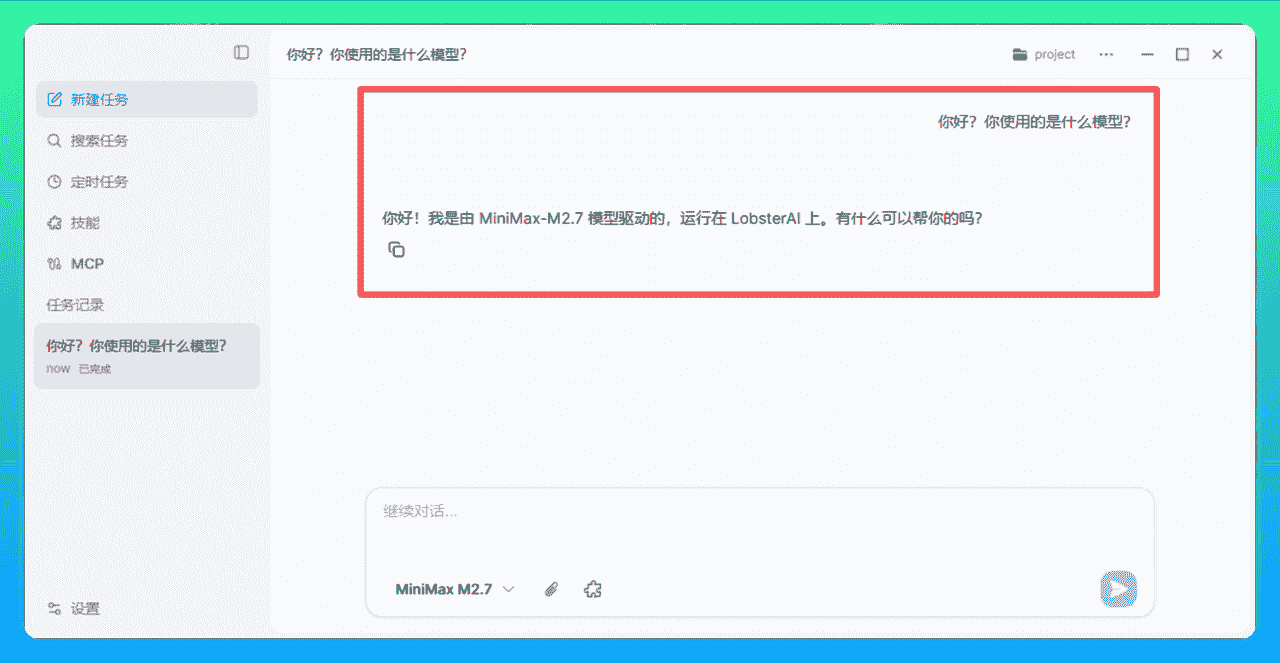 你好？你使用的是什么模型？
project
新建任务
搜索任务
定时任务
技能
MCP
任务记录
你好？你使用的是什么模型？
now 已完成
设置
你好？你使用的是什么模型？
你好！我是由 MiniMax-M2.7 模型驱动的，运行在 LobsterAI 上。有什么可以帮你的吗？
继续对话...
MiniMax M2.7